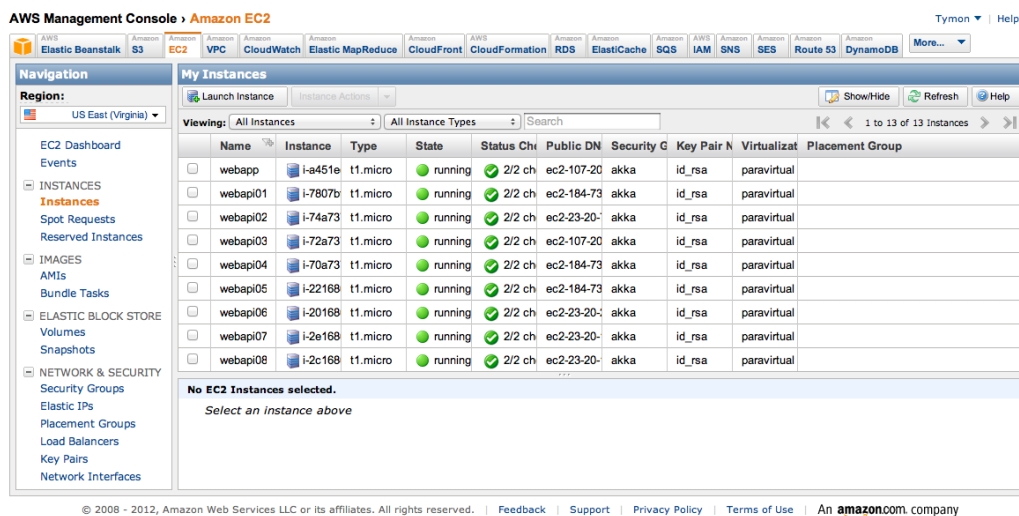 AWS Management Console › Amazon EC2
Tymon | Help
AWS Elastic Beanstalk
Amazon S3
Amazon EC2
Amazon VPC
Amazon CloudWatch
Amazon Elastic MapReduce
Amazon CloudFront
AWS CloudFormation
Amazon RDS
Amazon ElastiCache
Amazon SQS
AWS IAM
Amazon SNS
Amazon SES
Amazon Route 53
Amazon DynamoDB
More...
Navigation
Region:
US East (Virginia)
EC2 Dashboard
Events
INSTANCES
Instances
Spot Requests
Reserved Instances
IMAGES
AMIs
Bundle Tasks
ELASTIC BLOCK STORE
Volumes
Snapshots
NETWORK & SECURITY
Security Groups
Elastic IPs
Placement Groups
Load Balancers
Key Pairs
Network Interfaces
My Instances
Launch Instance Instance Actions Show/Hide Refresh Help
Viewing: All Instances All Instance Types Search 1 to 13 of 13 Instances
Name Instance Type State Status Che Public DN Security G Key Pair N Virtualizat Placement Group
webapp i-a451e t1.micro running 2/2 ch ec2-107-20 akka id_rsa paravirtual
webapi01 i-7807b t1.micro running 2/2 ch ec2-184-73 akka id_rsa paravirtual
webapi02 i-74a73 t1.micro running 2/2 ch ec2-23-20- akka id_rsa paravirtual
webapi03 i-72a73 t1.micro running 2/2 ch ec2-107-20 akka id_rsa paravirtual
webapi04 i-70a73 t1.micro running 2/2 ch ec2-184-73 akka id_rsa paravirtual
webapi05 i-22168 t1.micro running 2/2 ch ec2-184-73 akka id_rsa paravirtual
webapi06 i-20168 t1.micro running 2/2 ch ec2-23-20- akka id_rsa paravirtual
webapi07 i-2e168 t1.micro running 2/2 ch ec2-23-20- akka id_rsa paravirtual
webapi08 i-2c168 t1.micro running 2/2 ch ec2-23-20- akka id_rsa paravirtual
No EC2 Instances selected.
Select an instance above
© 2008 - 2012, Amazon Web Services LLC or its affiliates. All rights reserved. | Feedback | Support | Privacy Policy | Terms of Use | An amazon.com. company